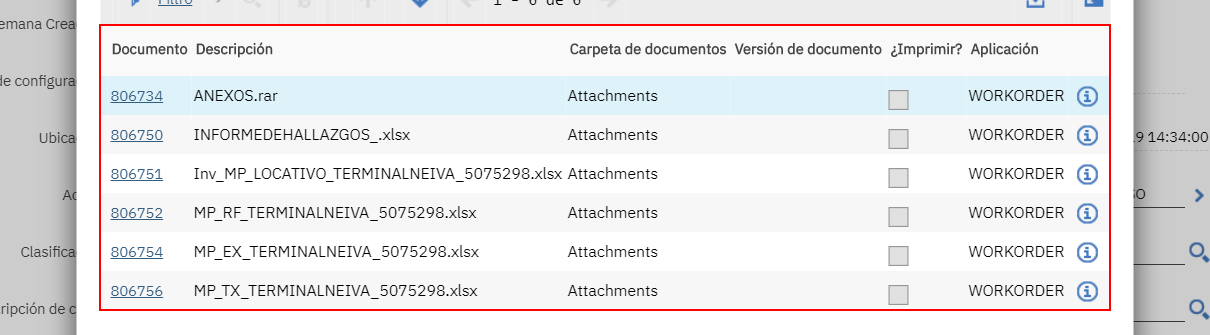 Filtro 1 - 6 de 6
emana Crea
Documento Descripción Carpeta de documentos Versión de documento ¿Imprimir? Aplicación
de configura
806734 ANEXOS.rar Attachments WORKORDER
Ubica 806750 INFORMEDEHALLAZGOS_.xlsx Attachments WORKORDER 19 14:34:00
806751 Inv_MP_LOCATIVO_TERMINALNEIVA_5075298.xlsx Attachments WORKORDER
Ac SO
806752 MP_RF_TERMINALNEIVA_5075298.xlsx Attachments WORKORDER
Clasifica 806754 MP_EX_TERMINALNEIVA_5075298.xlsx Attachments WORKORDER
806756 MP_TX_TERMINALNEIVA_5075298.xlsx Attachments WORKORDER
ripción de c